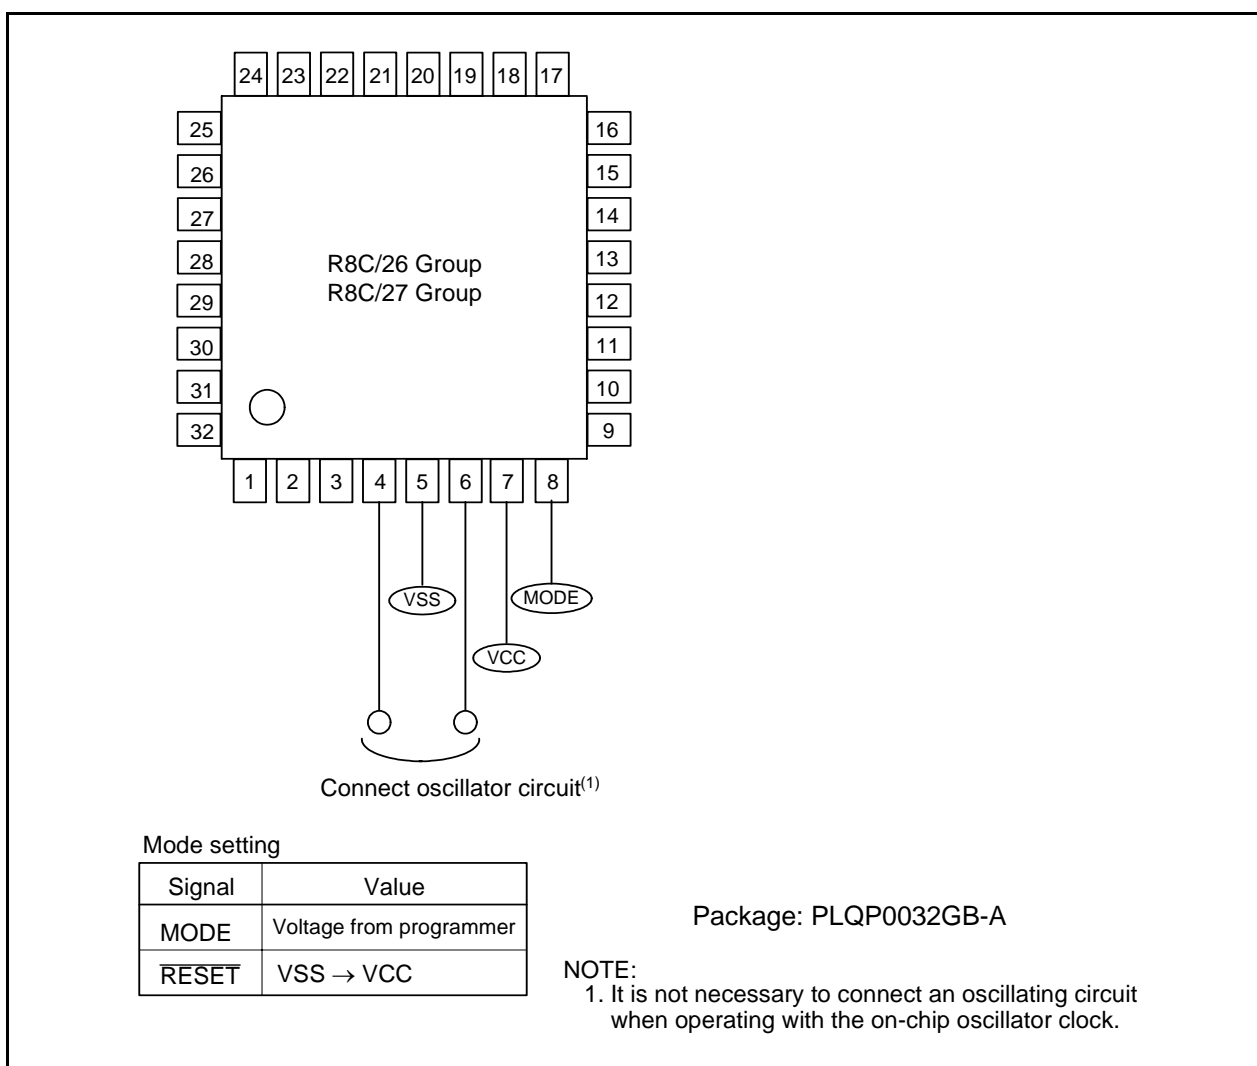 24 23 22 21 20 19 18 17
25 16
26 15
27 14
28 13
29 12
30 11
31 10
32 9
R8C/26 Group
R8C/27 Group
1 2 3 4 5 6 7 8
VSS MODE
VCC
Connect oscillator circuit(1)
Mode setting
Signal Value
MODE Voltage from programmer
RESET VSS → VCC
Package: PLQP0032GB-A
NOTE:
1. It is not necessary to connect an oscillating circuit
when operating with the on-chip oscillator clock.